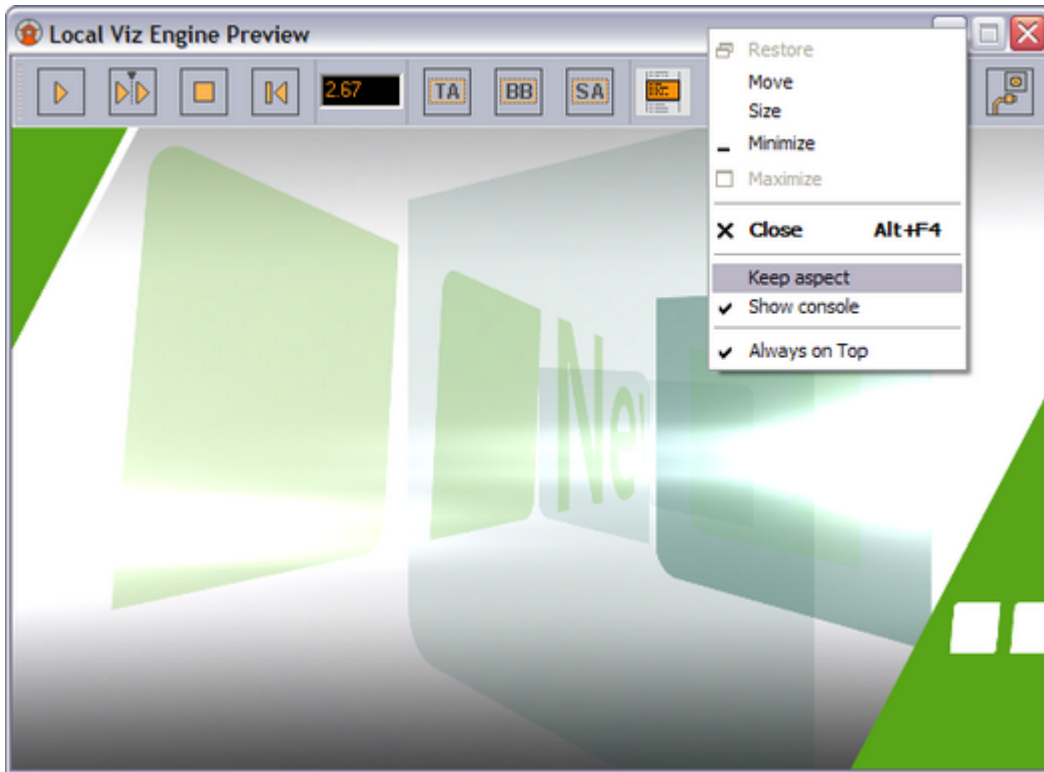 Local Viz Engine Preview
2.67 TA BB SA
Restore
Move
Size
Minimize
Maximize
Close Alt+F4
Keep aspect
Show console
Always on Top